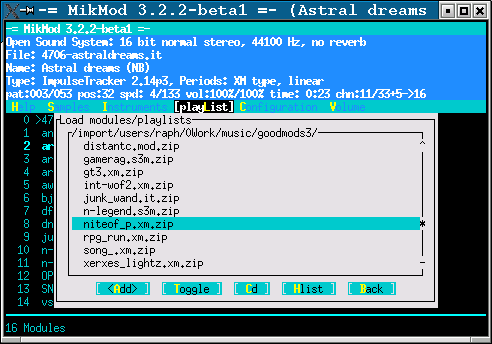 -= MikMod 3.2.2-beta1 =- (Astral dreams
-= MikMod 3.2.2-beta1 =-
Open Sound System: 16 bit normal stereo, 44100 Hz, no reverb
File: 4706-astraldreams.it
Name: Astral dreams (NB)
Type: ImpulseTracker 2.14p3, Periods: XM type, linear
pat:003/053 pos:32 spd: 4/133 vol:100%/100% time: 0:23 chn:11/33+5->16
Help Samples Instruments [playList] Configuration Volume
0 >47
Load modules/playlists
1 an
/import/users/raph/OWork/music/goodmods3/
2 ar
distantc.mod.zip ^
3 ar
gamerag.s3m.zip
4 ar
gt3.xm.zip
5 aw
int-wof2.xm.zip
6 bj
junk_wand.it.zip
7 df
n-legend.s3m.zip
8 dn
niteof_p.xm.zip *
9 ju
rpg_run.xm.zip
10 n-
song_.xm.zip
11 n-
xerxes_lightz.xm.zip -
12 OP
13 SN
<Add> Toggle Cd Hlist Back
14 vs
16 Modules